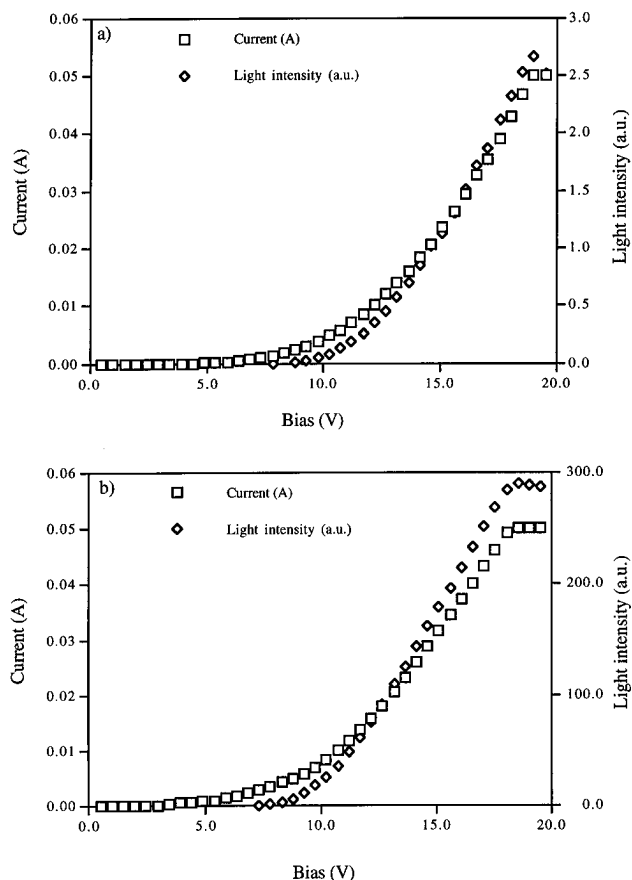 a)
Current (A)
Light intensity (a.u.)
0.06
0.05
0.04
0.03
0.02
0.01
0.00
Current (A)
3.0
2.5
2.0
1.5
1.0
0.5
0.0
Light intensity (a.u.)
0.0 5.0 10.0 15.0 20.0
Bias (V)
b)
Current (A)
Light intensity (a.u.)
0.06
0.05
0.04
0.03
0.02
0.01
0.00
Current (A)
300.0
200.0
100.0
0.0
Light intensity (a.u.)
0.0 5.0 10.0 15.0 20.0
Bias (V)